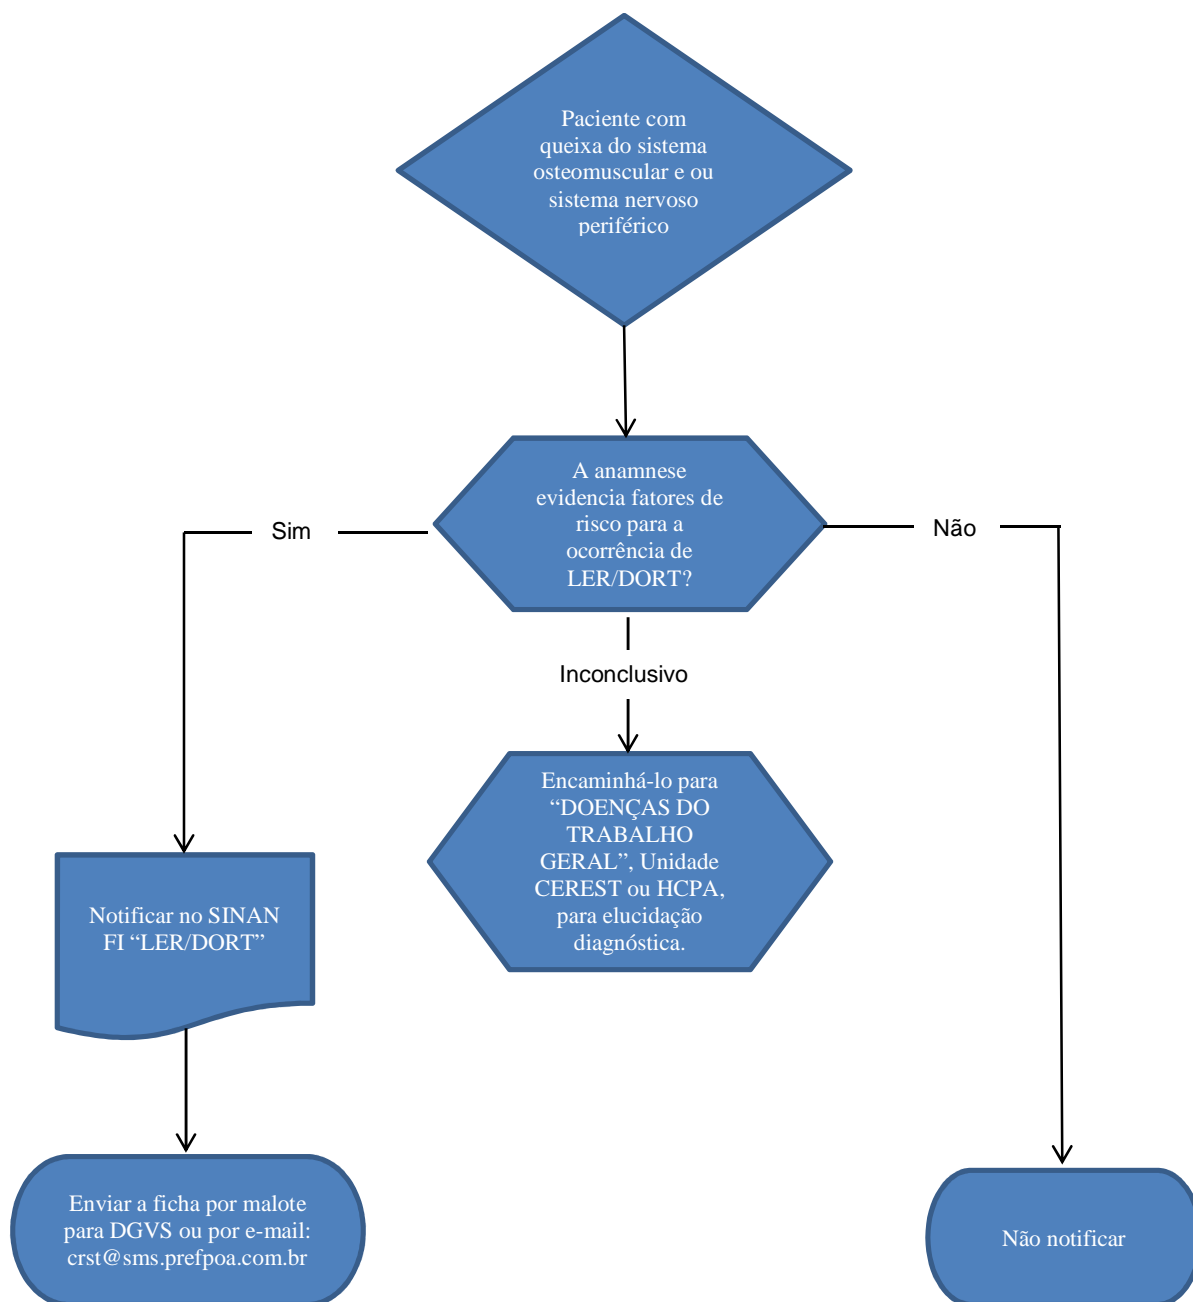 Paciente com
queixa do sistema
osteomuscular e ou
sistema nervoso
periférico
A anamnese
evidencia fatores de
risco para a
ocorrência de
LER/DORT?
Sim
Não
Inconclusivo
Encaminhá-lo para
“DOENÇAS DO
TRABALHO
GERAL”, Unidade
CEREST ou HCPA,
para elucidação
diagnóstica.
Notificar no SINAN
FI “LER/DORT”
Enviar a ficha por malote
para DGVS ou por e-mail:
crst@sms.prefpoa.com.br
Não notificar